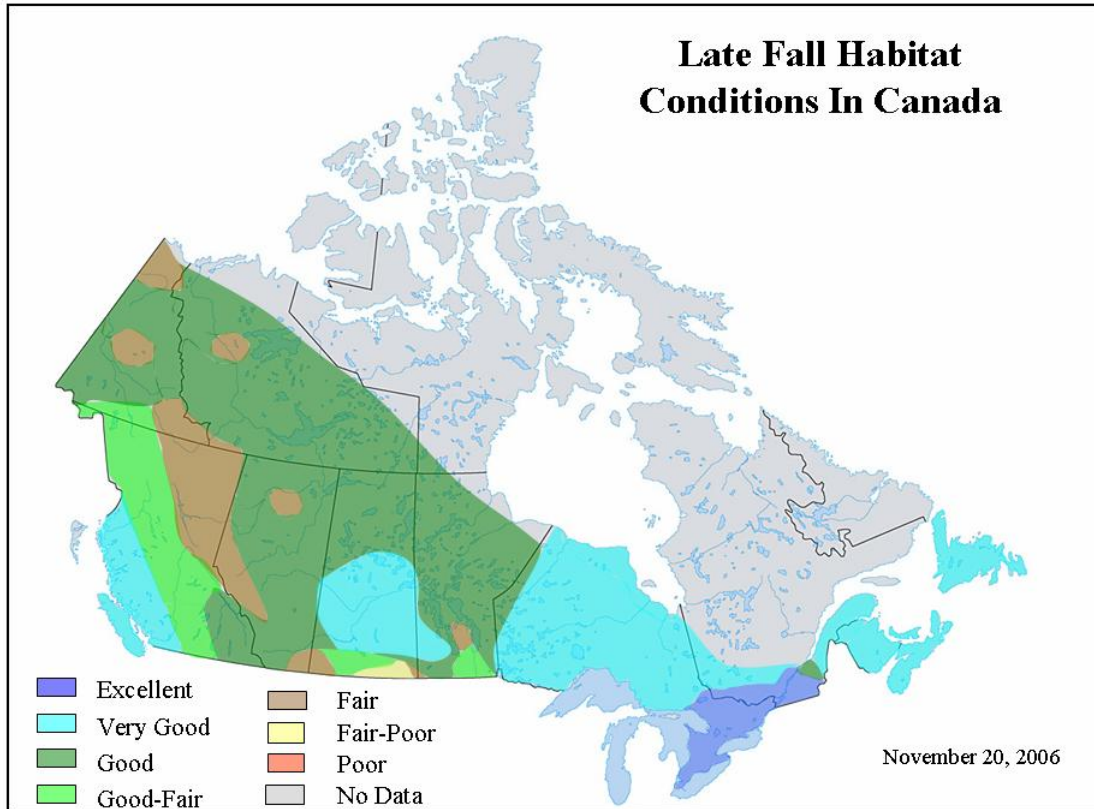 Late Fall Habitat
Conditions In Canada
Excellent
Very Good
Good
Good-Fair
Fair
Fair-Poor
Poor
No Data
November 20, 2006